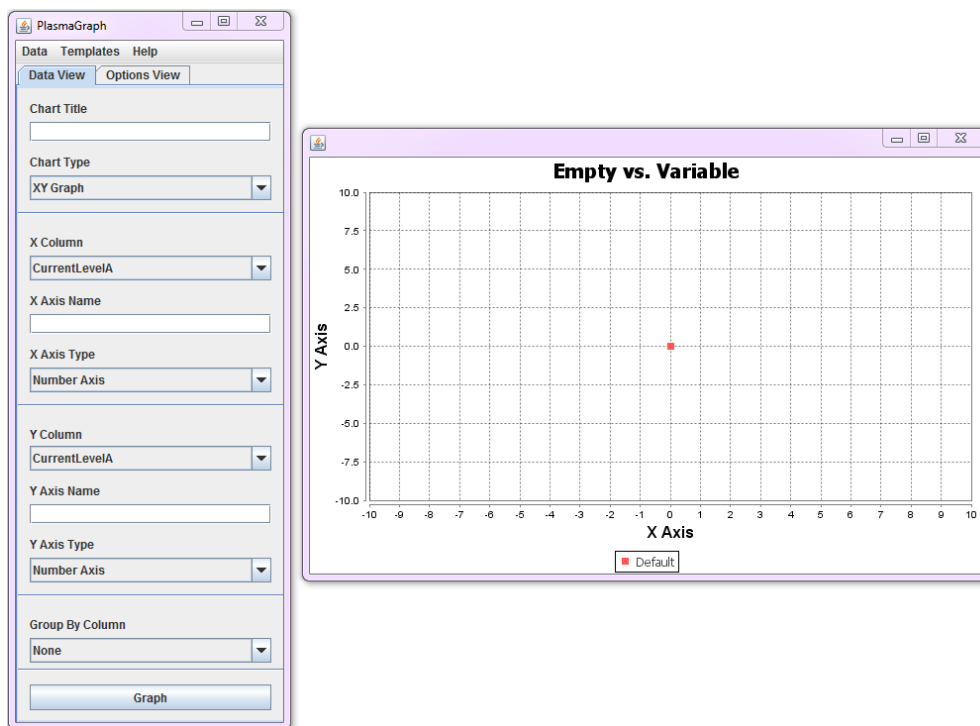 PlasmaGraph
Data Templates Help
Data View Options View
Chart Title
Chart Type
XY Graph
X Column
CurrentLevelA
X Axis Name
X Axis Type
Number Axis
Y Column
CurrentLevelA
Y Axis Name
Y Axis Type
Number Axis
Group By Column
None
Graph
Empty vs. Variable
10.0
7.5
5.0
2.5
0.0
-2.5
-5.0
-7.5
-10.0
Y Axis
-10 -9 -8 -7 -6 -5 -4 -3 -2 -1 0 1 2 3 4 5 6 7 8 9 10
X Axis
Default